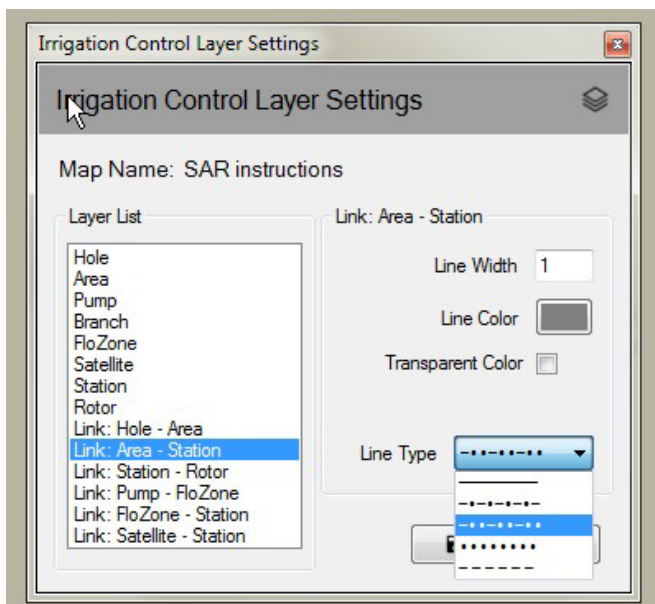 Irrigation Control Layer Settings
Irrigation Control Layer Settings
Map Name: SAR instructions
Layer List
Hole
Area
Pump
Branch
FloZone
Satellite
Station
Rotor
Link: Hole - Area
Link: Area - Station
Link: Station - Rotor
Link: Pump - FloZone
Link: FloZone - Station
Link: Satellite - Station
Link: Area - Station
Line Width 1
Line Color
Transparent Color
Line Type